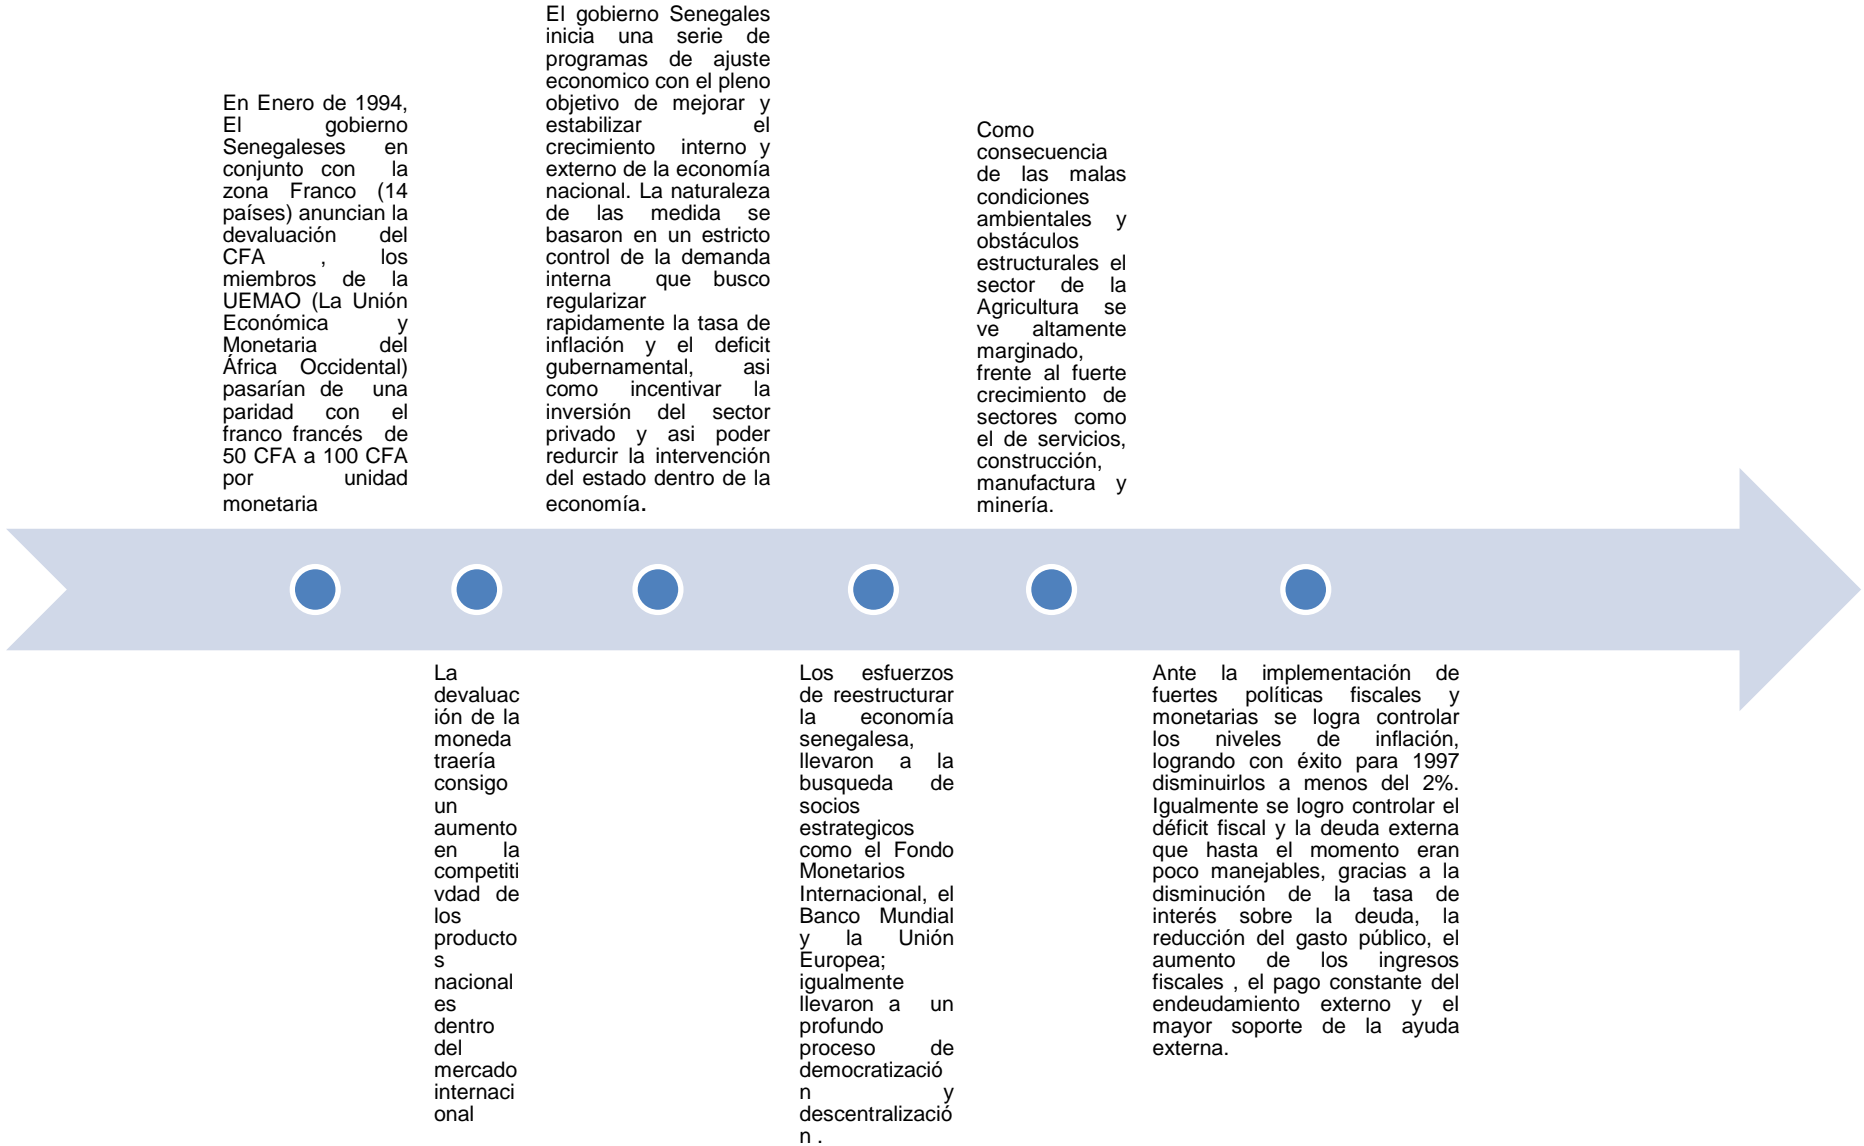 En Enero de 1994,
El gobierno
Senegaleses en
conjunto con la
zona Franco (14
países) anuncian la
devaluación del
CFA , los
miembros de la
UEMAO (La Unión
Económica y
Monetaria del
África Occidental)
pasarían de una
paridad con el
franco francés de
50 CFA a 100 CFA
por unidad
monetaria
La
devaluac
ión de la
moneda
traería
consigo
un
aumento
en la
competiti
vdad de
los
producto
s
nacional
es
dentro
del
mercado
internaci
onal
El gobierno Senegales
inicia una serie de
programas de ajuste
economico con el pleno
objetivo de mejorar y
estabilizar el
crecimiento interno y
externo de la economía
nacional. La naturaleza
de las medida se
basaron en un estricto
control de la demanda
interna que busco
regularizar
rapidamente la tasa de
inflación y el deficit
gubernamental, asi
como incentivar la
inversión del sector
privado y asi poder
redurcir la intervención
del estado dentro de la
economía.
Los esfuerzos
de reestructurar
la economía
senegalesa,
llevaron a la
busqueda de
socios
estrategicos
como el Fondo
Monetarios
Internacional, el
Banco Mundial
y la Unión
Europea;
igualmente
llevaron a un
profundo
proceso de
democratizació
n y
descentralizació
n .
Como
consecuencia
de las malas
condiciones
ambientales y
obstáculos
estructurales el
sector de la
Agricultura se
ve altamente
marginado,
frente al fuerte
crecimiento de
sectores como
el de servicios,
construcción,
manufactura y
minería.
Ante la implementación de
fuertes políticas fiscales y
monetarias se logra controlar
los niveles de inflación,
logrando con éxito para 1997
disminuirlos a menos del 2%.
Igualmente se logro controlar el
déficit fiscal y la deuda externa
que hasta el momento eran
poco manejables, gracias a la
disminución de la tasa de
interés sobre la deuda, la
reducción del gasto público, el
aumento de los ingresos
fiscales , el pago constante del
endeudamiento externo y el
mayor soporte de la ayuda
externa.